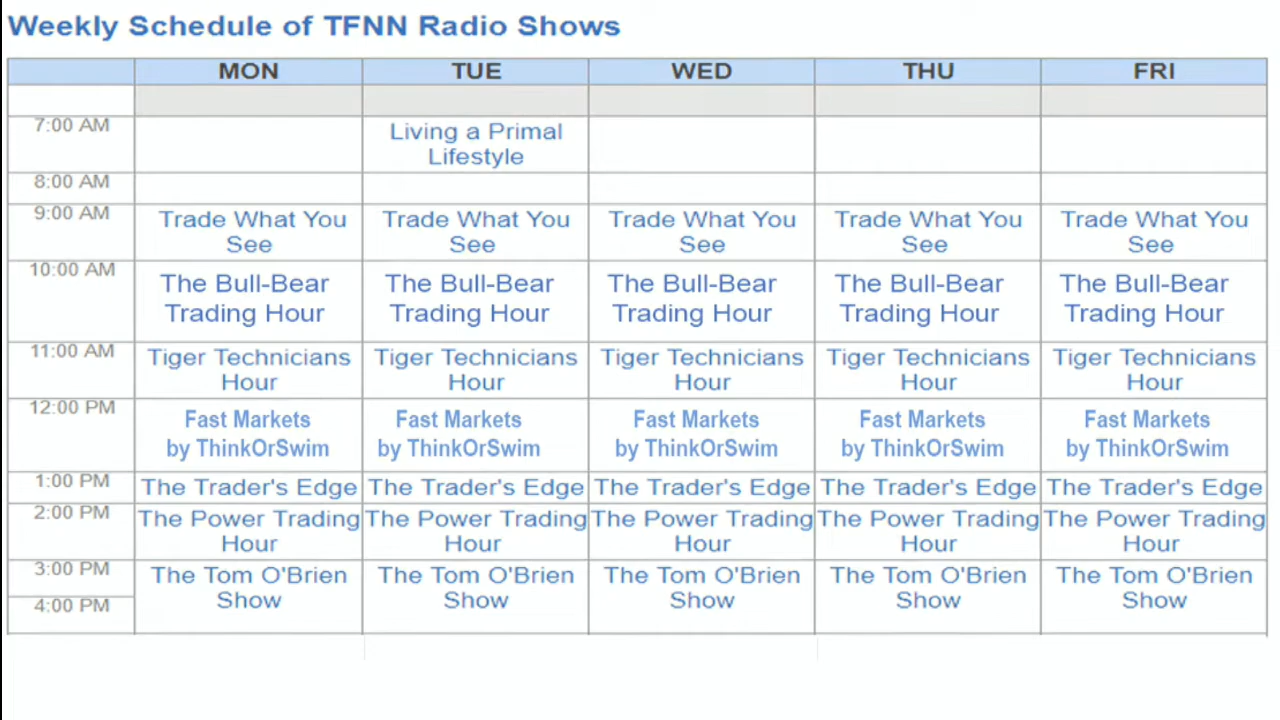 Weekly Schedule of TFNN Radio Shows
MON TUE WED THU FRI
7:00 AM
Living a Primal
Lifestyle
8:00 AM
9:00 AM
Trade What You Trade What You Trade What You Trade What You Trade What You
See See See See See
10:00 AM
The Bull-Bear The Bull-Bear The Bull-Bear The Bull-Bear The Bull-Bear
Trading Hour Trading Hour Trading Hour Trading Hour Trading Hour
11:00 AM
Tiger Technicians Tiger Technicians Tiger Technicians Tiger Technicians Tiger Technicians
Hour Hour Hour Hour Hour
12:00 PM
Fast Markets Fast Markets Fast Markets Fast Markets Fast Markets
by ThinkOrSwim by ThinkOrSwim by ThinkOrSwim by ThinkOrSwim by ThinkOrSwim
1:00 PM The Trader's Edge The Trader's Edge The Trader's Edge The Trader's Edge The Trader's Edge
2:00 PM The Power Trading The Power Trading The Power Trading The Power Trading The Power Trading
Hour Hour Hour Hour Hour
3:00 PM The Tom O'Brien The Tom O'Brien The Tom O'Brien The Tom O'Brien The Tom O'Brien
4:00 PM Show Show Show Show Show